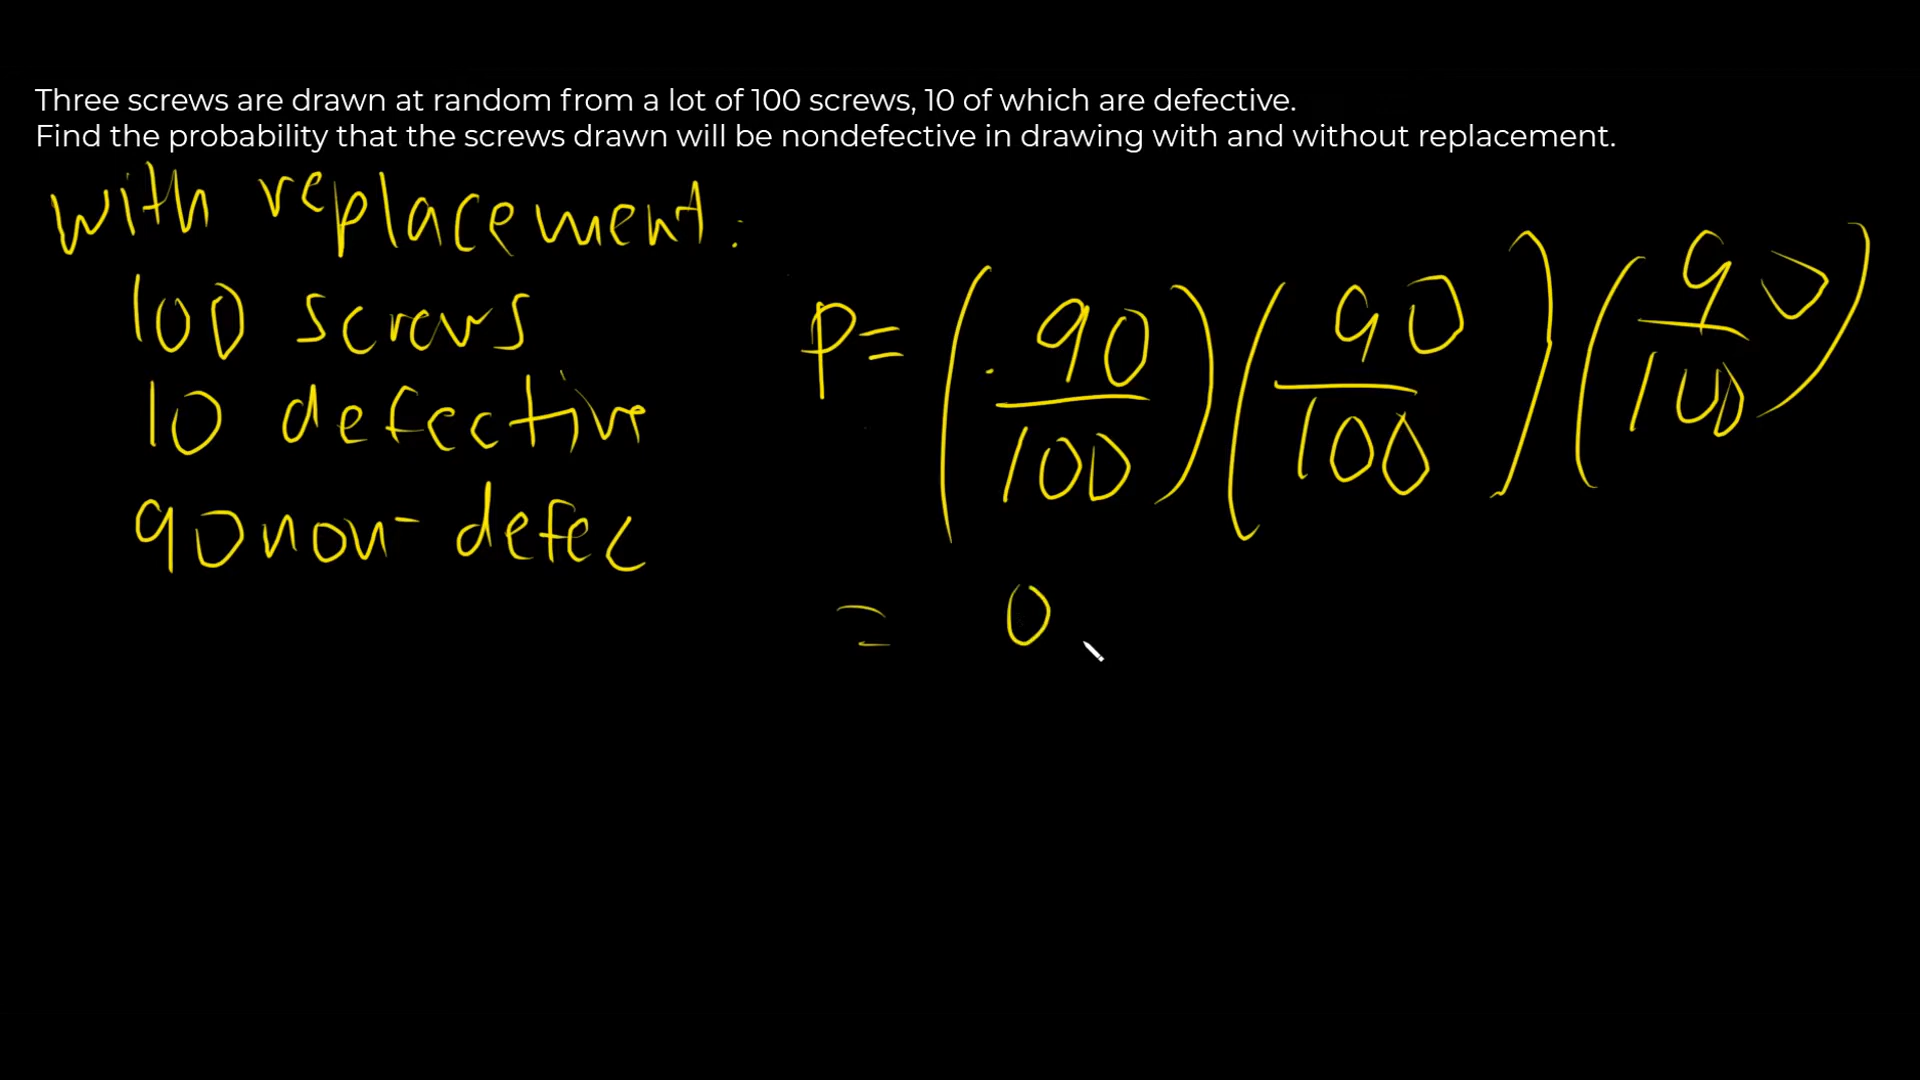 Three screws are drawn at random from a lot of 100 screws, 10 of which are defective.
Find the probability that the screws drawn will be nondefective in drawing with and without replacement.
with replacement:
100 screws
10 defective
90 non-defec
P = (90/100)(90/100)(90/100)
= 0